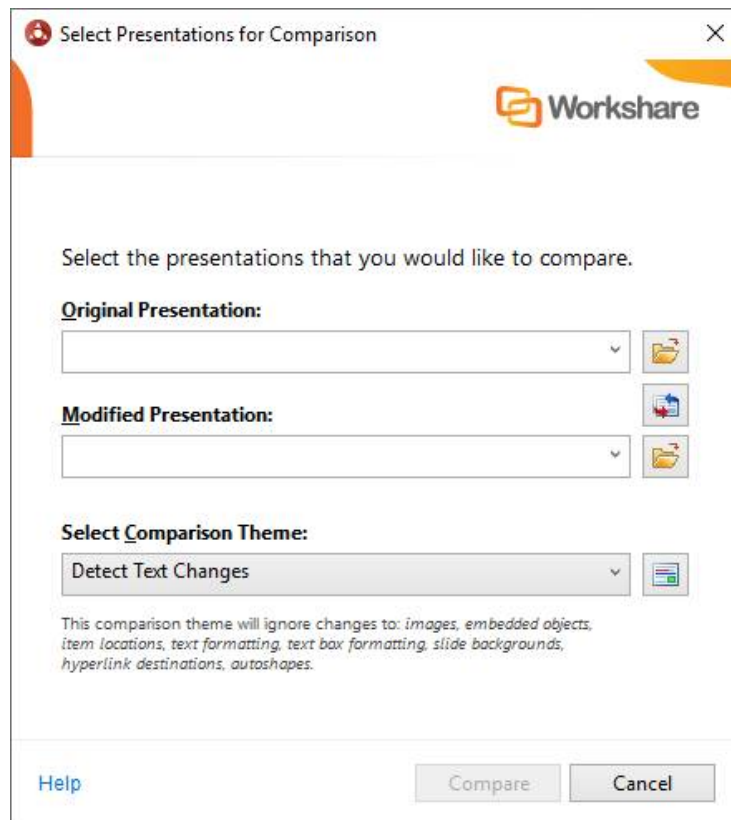 Select Presentations for Comparison
Workshare
Select the presentations that you would like to compare.
Original Presentation:
Modified Presentation:
Select Comparison Theme:
Detect Text Changes
This comparison theme will ignore changes to: images, embedded objects,
item locations, text formatting, text box formatting, slide backgrounds,
hyperlink destinations, autoshapes.
Help
Compare
Cancel